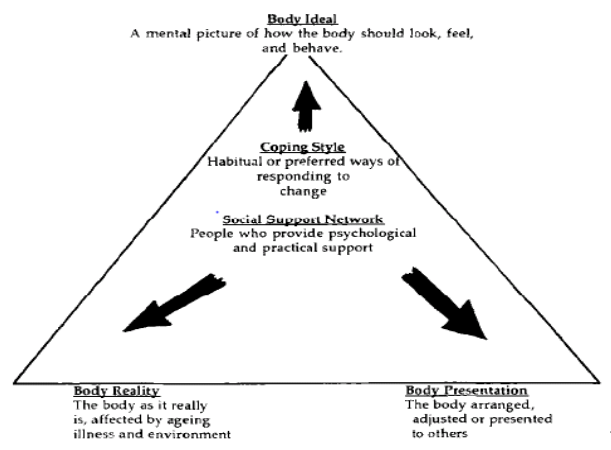 Body Ideal
A mental picture of how the body should look, feel,
and behave.
Coping Style
Habitual or preferred ways of
responding to
change
Social Support Network
People who provide psychological
and practical support
Body Reality
The body as it really
is, affected by ageing
illness and environment
Body Presentation
The body arranged,
adjusted or presented
to others